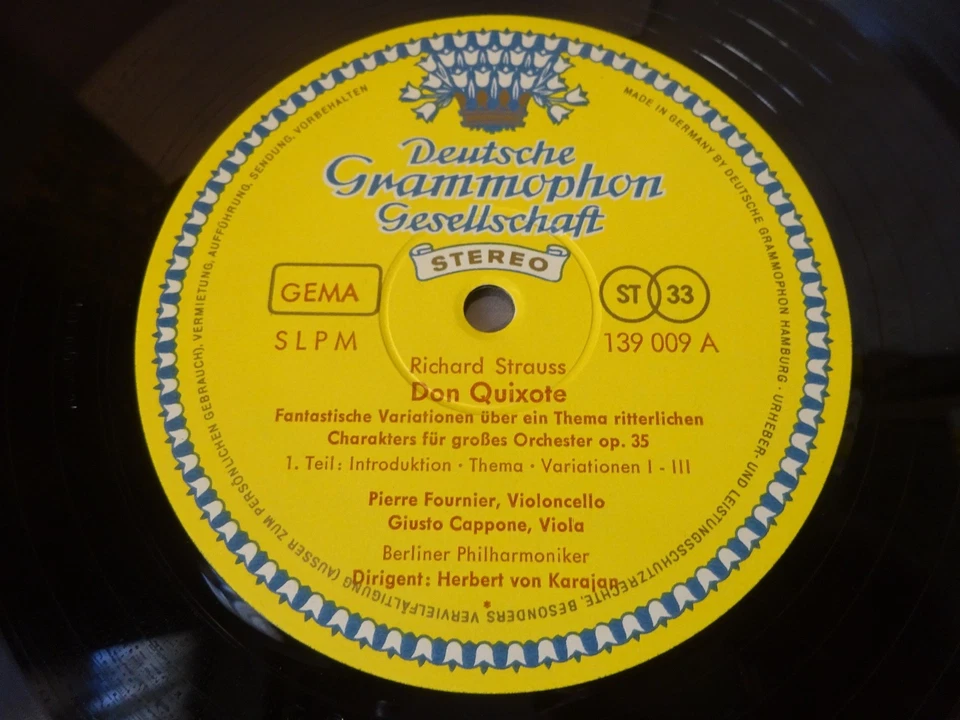 Deutsche
Grammophon
Gesellschaft
STEREO
GEMA
ST 33
SLPM
139 009 A
Richard Strauss
Don Quixote
Fantastische Variationen über ein Thema ritterlichen
Charakters für großes Orchester op. 35
1. Teil: Introduktion · Thema · Variationen I - III
Pierre Fournier, Violoncello
Giusto Cappone, Viola
Berliner Philharmoniker
Dirigent: Herbert von Karajan
*
MADE IN GERMANY BY DEUTSCHE GRAMMOPHON HAMBURG · URHEBER- UND LEISTUNGSSCHUTZRECHTE, BESONDERS VERVIELFÄLTIGUNG (AUSSER ZUM PERSÖNLICHEN GEBRAUCH), VERMIETUNG, AUFFÜHRUNG, SENDUNG, VORBEHALTEN